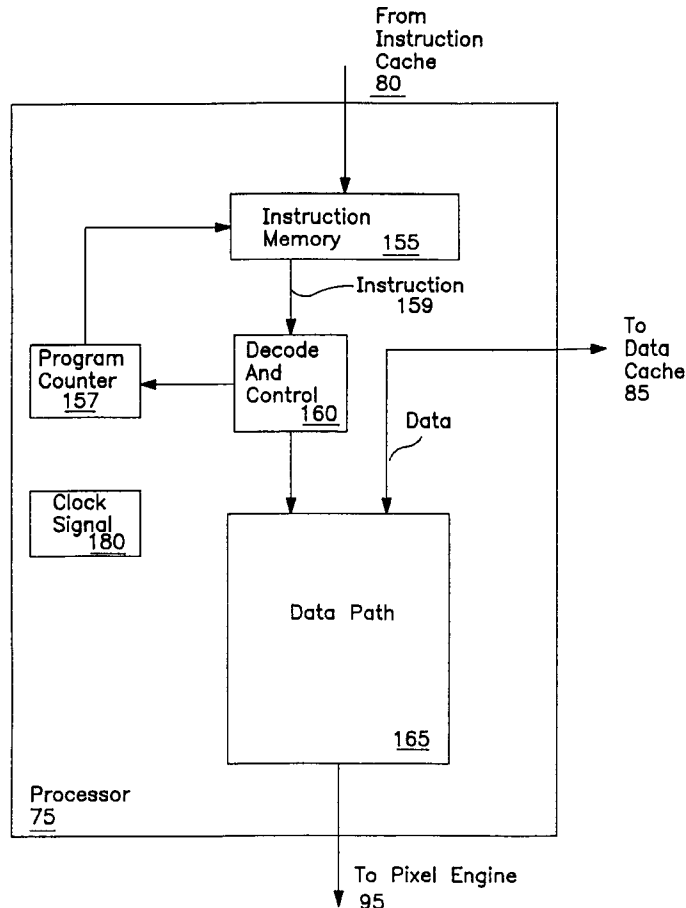 From
Instruction
Cache
80
Instruction
Memory 155
Instruction
159
To
Data
Cache
85
Program
Counter
157
Decode
And
Control
160
Data
Clock
Signal
180
Data Path
165
Processor
75
To Pixel Engine
95